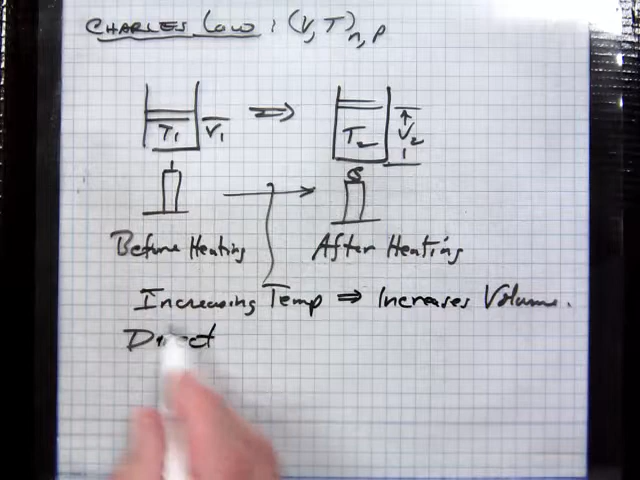 CHARLES LAW : (V,T)n,p
T1 V1 ⇒ T2 V2
Before Heating After Heating
Increasing Temp ⇒ Increases Volume.
Direct